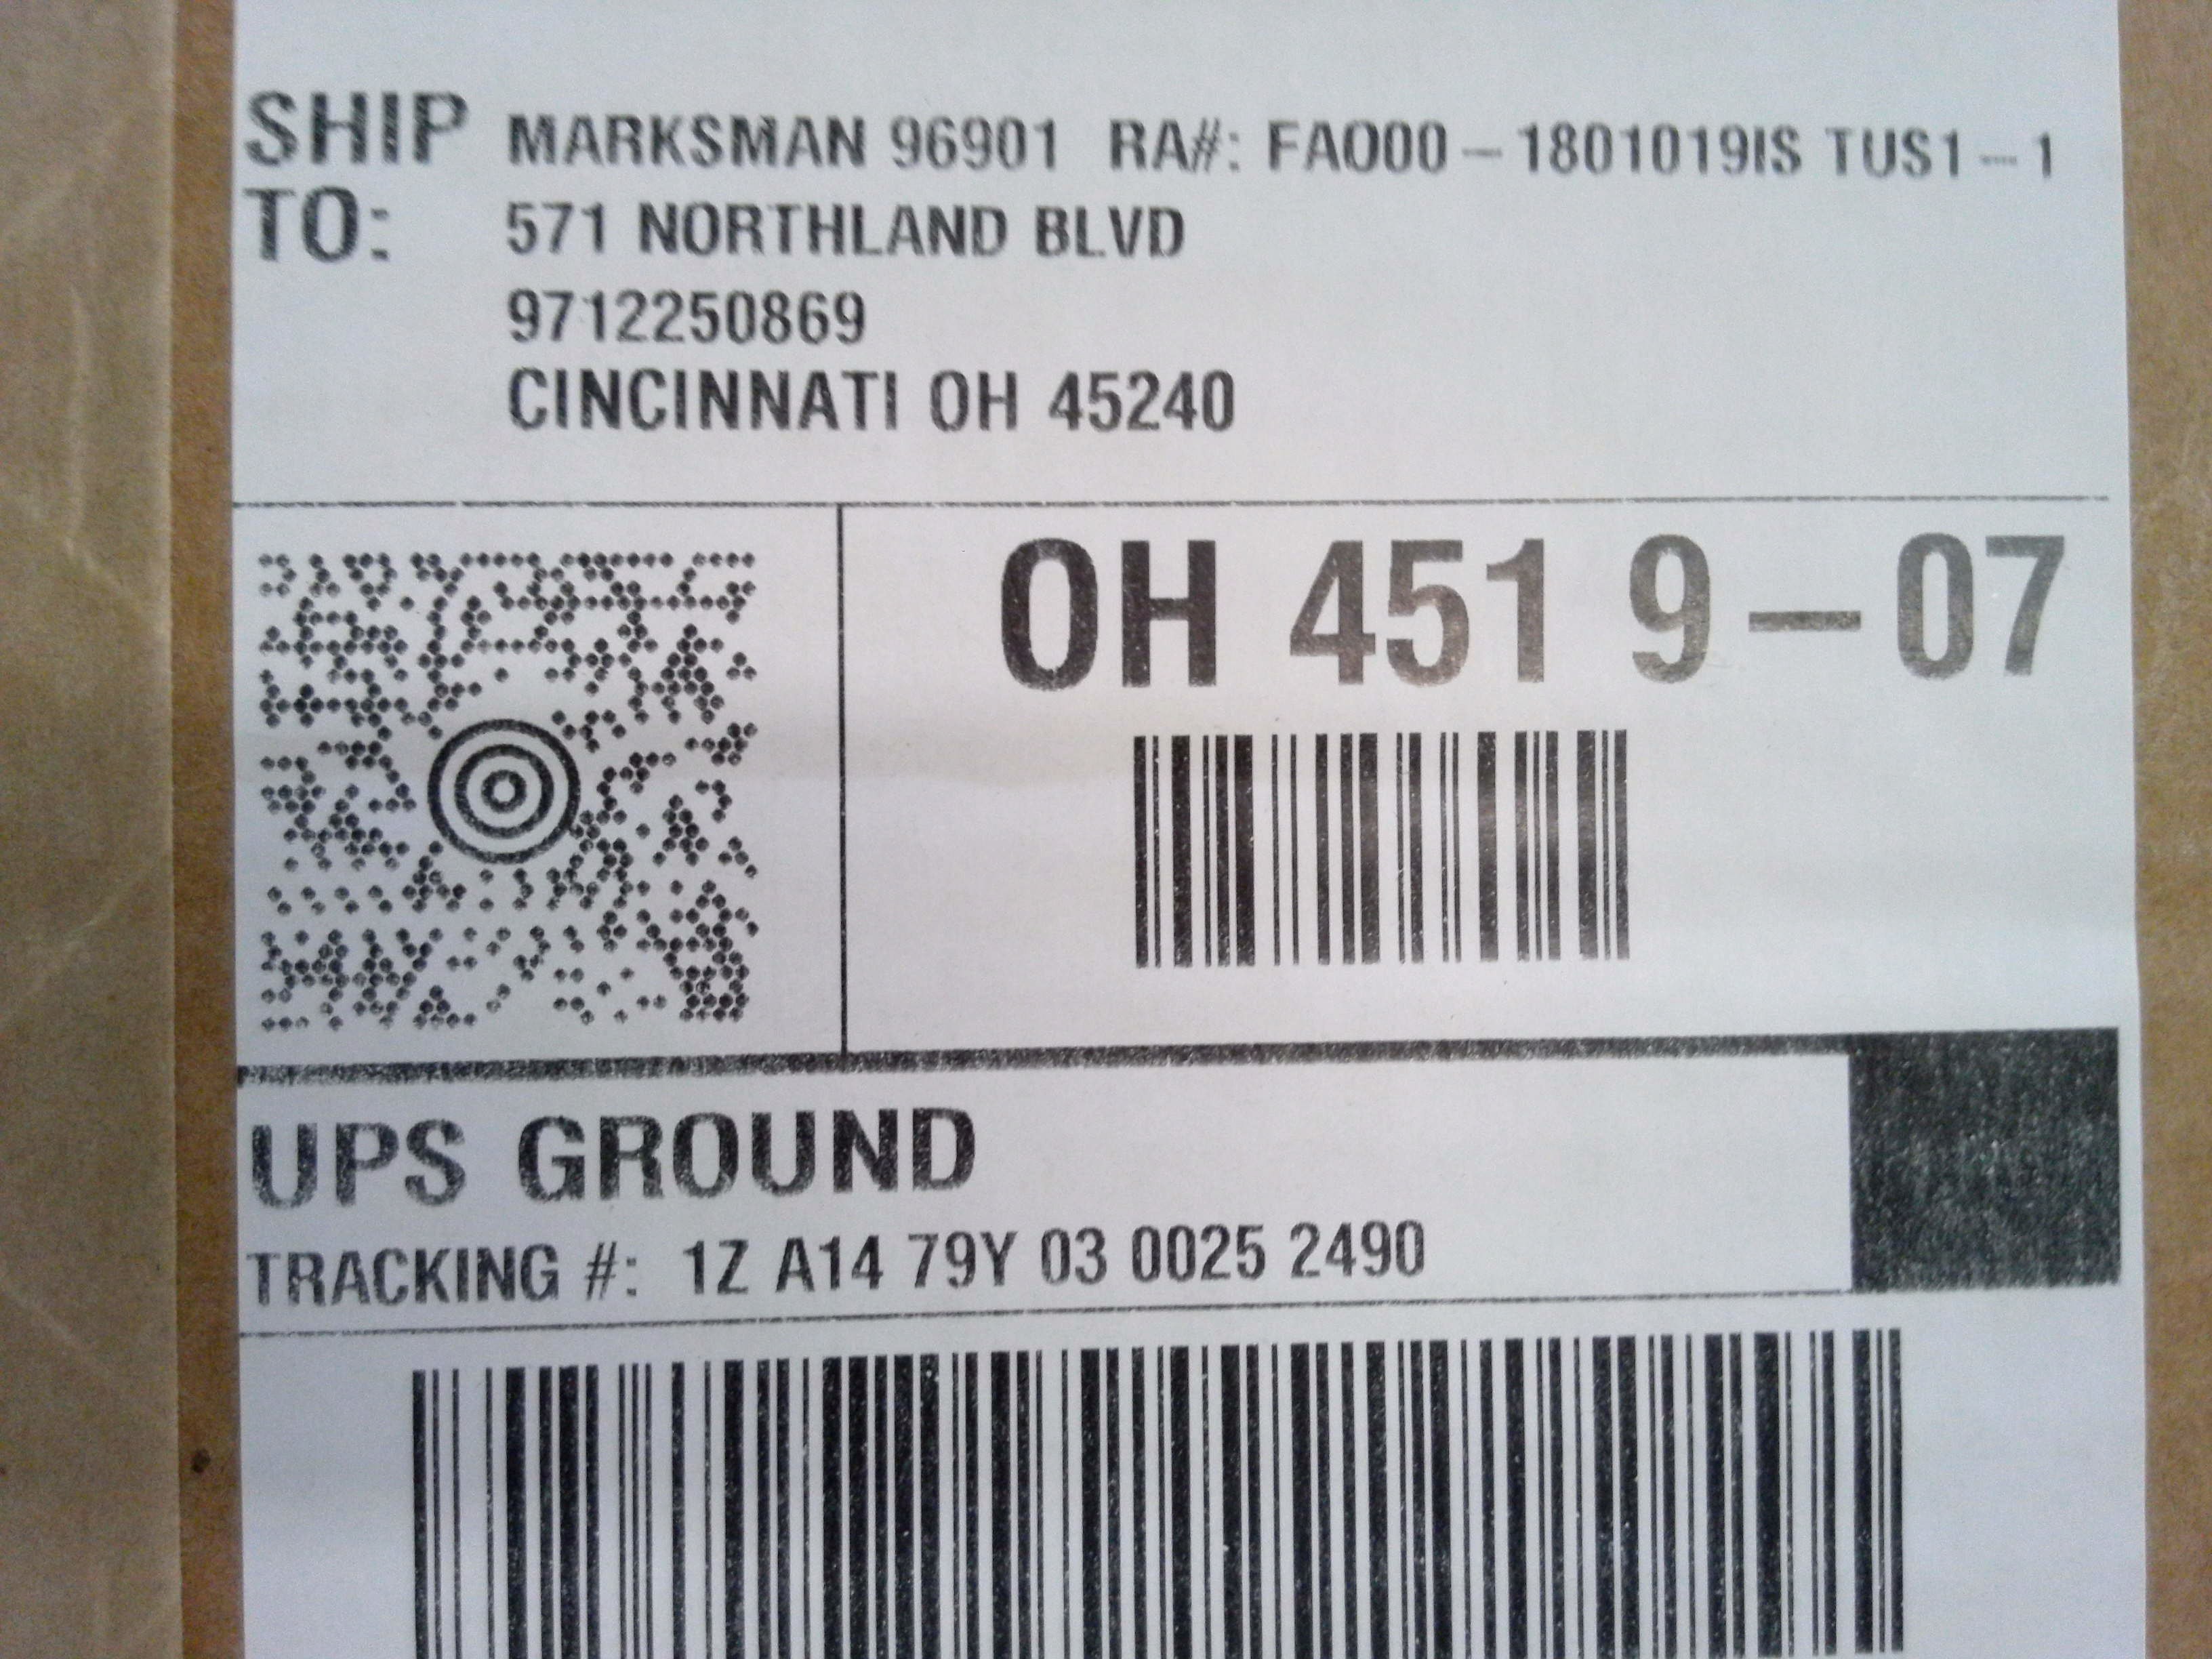 SHIP TO:
MARKSMAN 96901 RA#: FAO00-1801019IS TUS1-1
571 NORTHLAND BLVD
9712250869
CINCINNATI OH 45240
OH 451 9-07
UPS GROUND
TRACKING #: 1Z A14 79Y 03 0025 2490